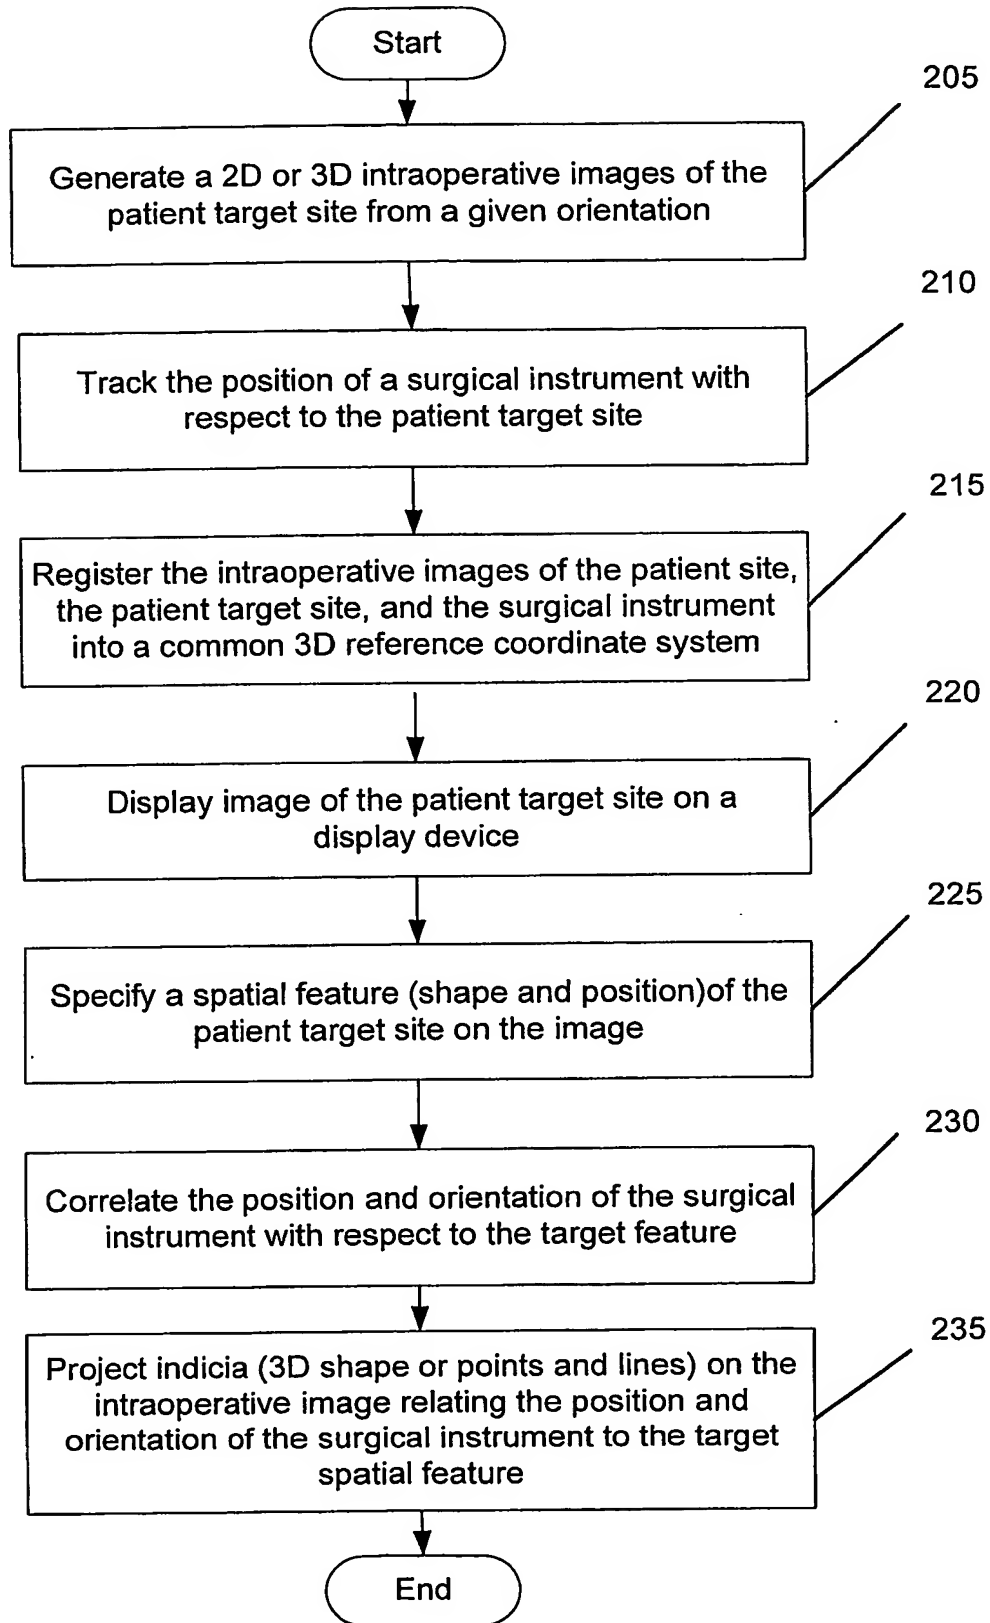 Start
205
Generate a 2D or 3D intraoperative images of the
patient target site from a given orientation
210
Track the position of a surgical instrument with
respect to the patient target site
215
Register the intraoperative images of the patient site,
the patient target site, and the surgical instrument
into a common 3D reference coordinate system
220
Display image of the patient target site on a
display device
225
Specify a spatial feature (shape and position)of the
patient target site on the image
230
Correlate the position and orientation of the surgical
instrument with respect to the target feature
235
Project indicia (3D shape or points and lines) on the
intraoperative image relating the position and
orientation of the surgical instrument to the target
spatial feature
End